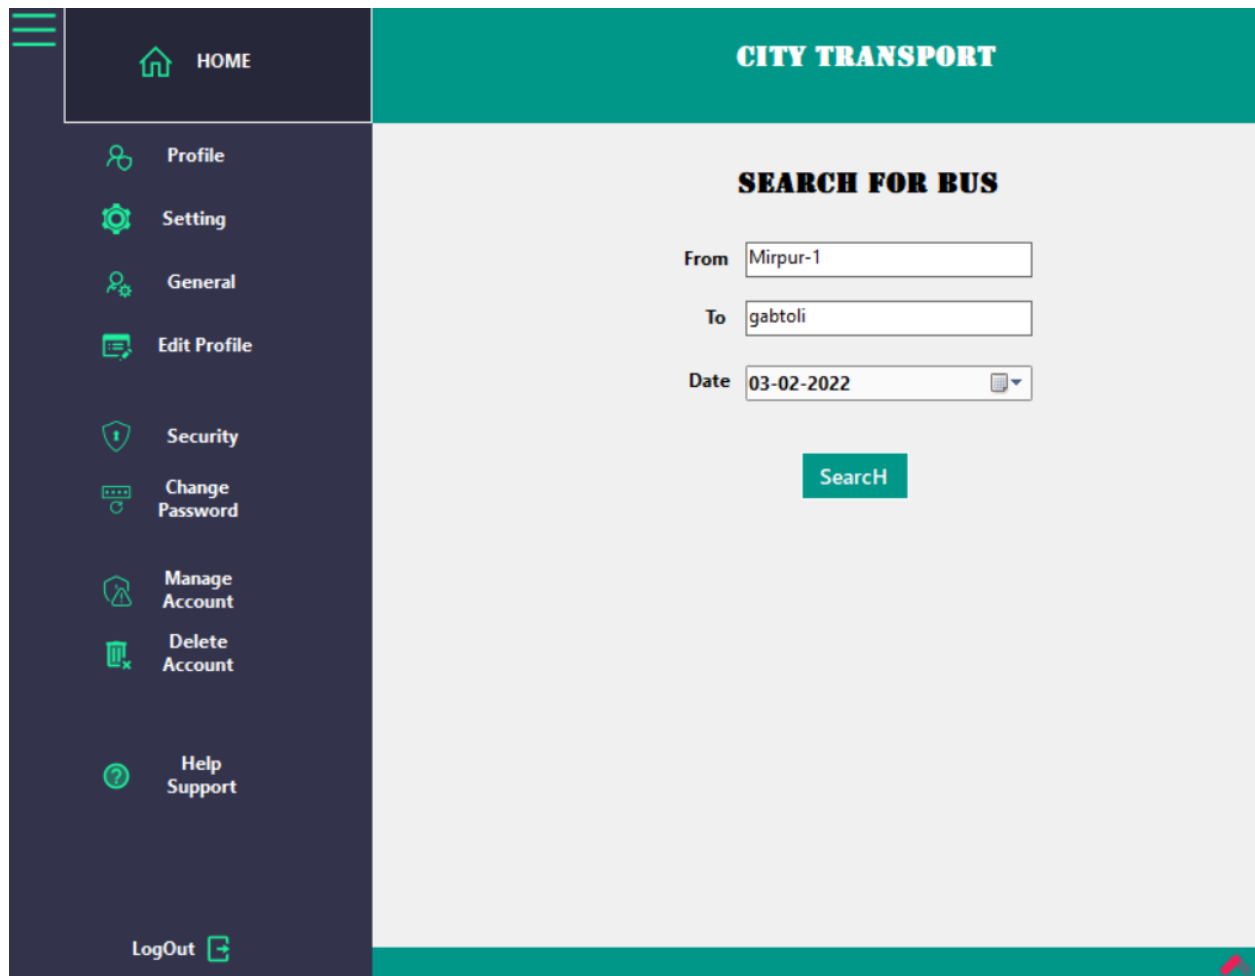 HOME
CITY TRANSPORT
Profile
Setting
General
Edit Profile
Security
Change
Password
Manage
Account
Delete
Account
Help
Support
LogOut
SEARCH FOR BUS
From Mirpur-1
To gabtoli
Date 03-02-2022
SearcH